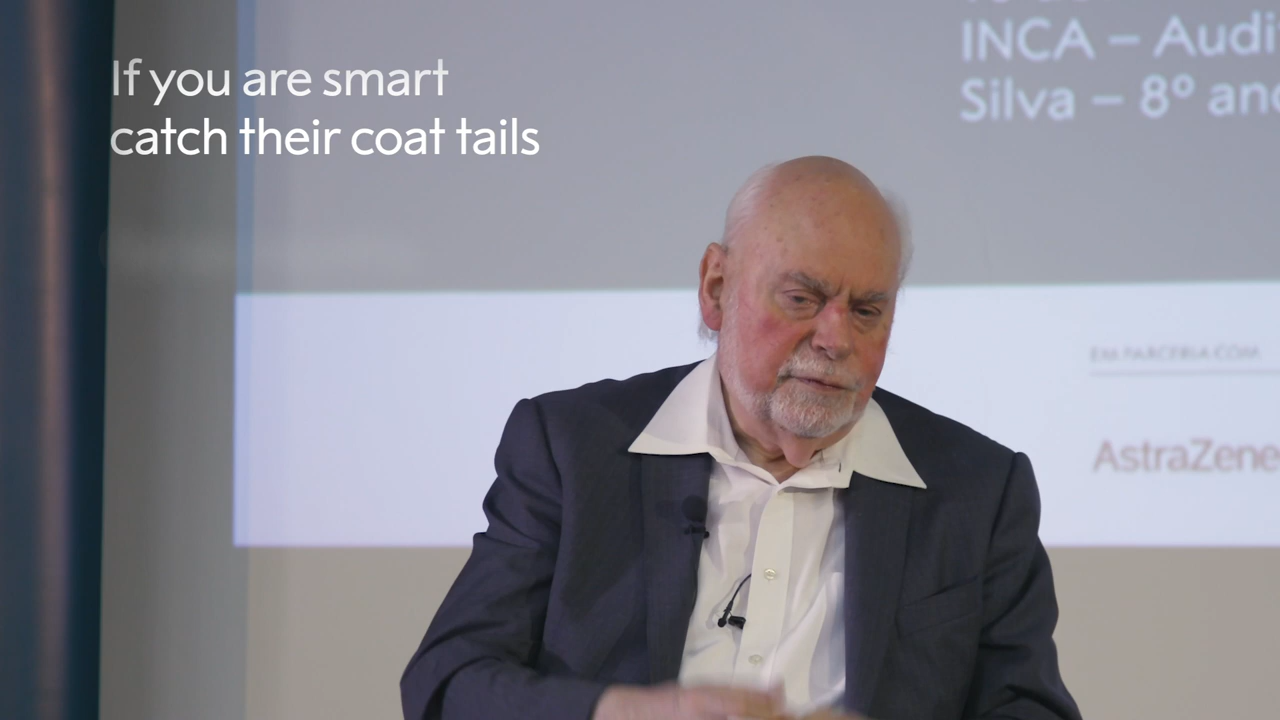 If you are smart
catch their coat tails
INCA – Audi
Silva – 8º and
EM PARCERIA COM
AstraZene